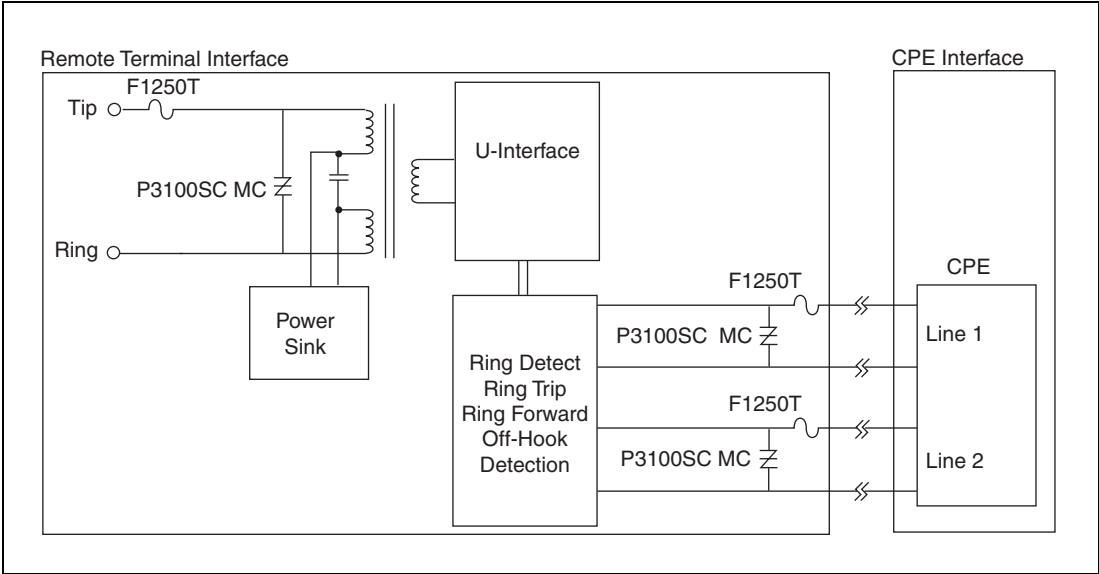 Remote Terminal Interface
CPE Interface
F1250T
Tip
U-Interface
P3100SC MC
Ring
CPE
F1250T
Power
Sink
P3100SC MC
Line 1
Ring Detect
Ring Trip
Ring Forward
Off-Hook
Detection
F1250T
P3100SC MC
Line 2